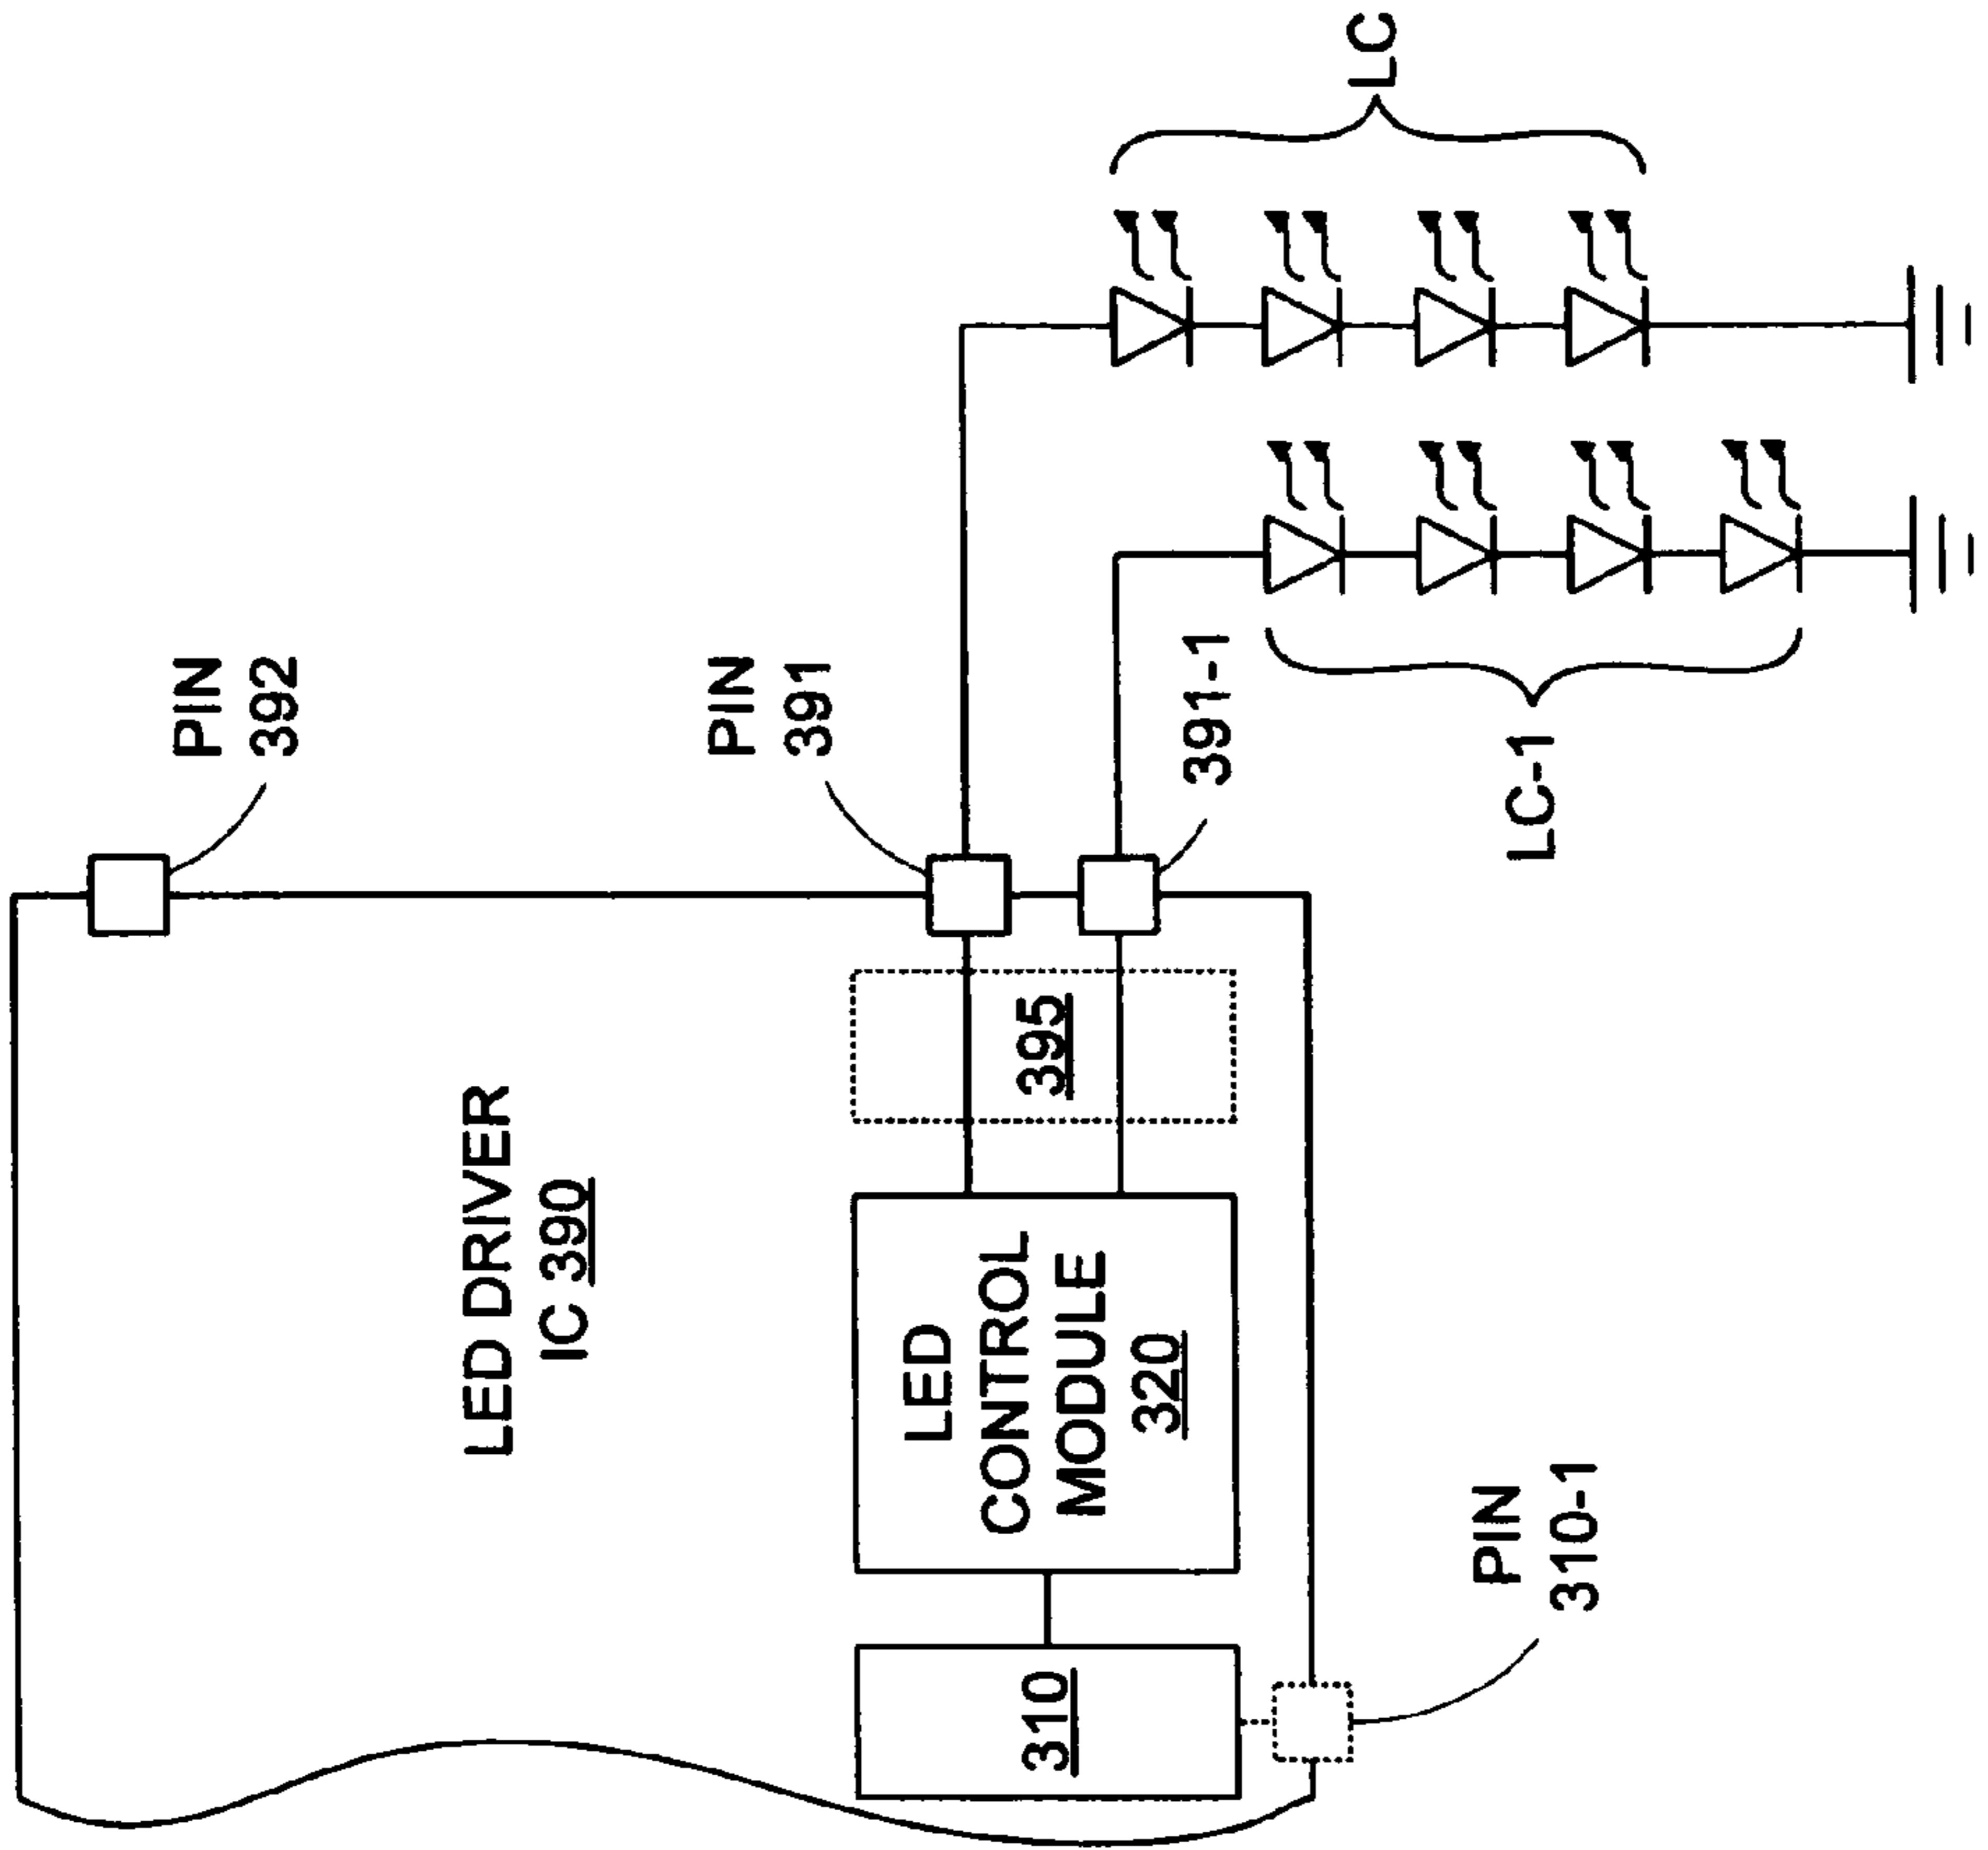 PIN
392
PIN
391
391-1
LC
LC-1
LED DRIVER
IC 390
395
LED
CONTROL
MODULE
320
310
PIN
310-1